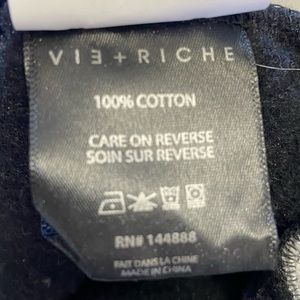 VIE + RICHE
100% COTTON
CARE ON REVERSE
SOIN SUR REVERSE
RN# 144888
FAIT DANS LA CHINE
MADE IN CHINA